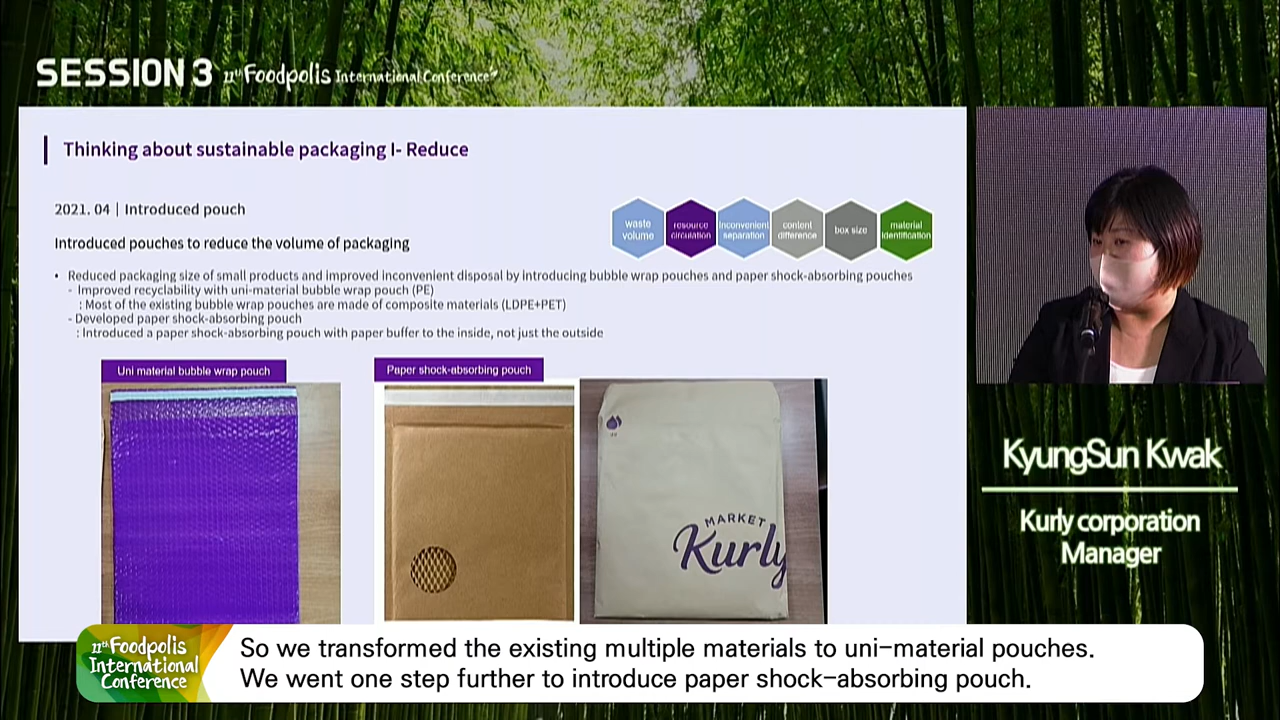 SESSION 3 11th Foodpolis International Conference
Thinking about sustainable packaging I- Reduce
2021. 04 | Introduced pouch
waste volume
resource circulation
inconvenient separation
content difference
box size
material identification
Introduced pouches to reduce the volume of packaging
• Reduced packaging size of small products and improved inconvenient disposal by introducing bubble wrap pouches and paper shock-absorbing pouches
- Improved recyclability with uni-material bubble wrap pouch (PE)
: Most of the existing bubble wrap pouches are made of composite materials (LDPE+PET)
- Developed paper shock-absorbing pouch
: Introduced a paper shock-absorbing pouch with paper buffer to the inside, not just the outside
Uni material bubble wrap pouch
Paper shock-absorbing pouch
MARKET
Kurly
KyungSun Kwak
Kurly corporation
Manager
11th Foodpolis
International
Conference
So we transformed the existing multiple materials to uni-material pouches.
We went one step further to introduce paper shock-absorbing pouch.